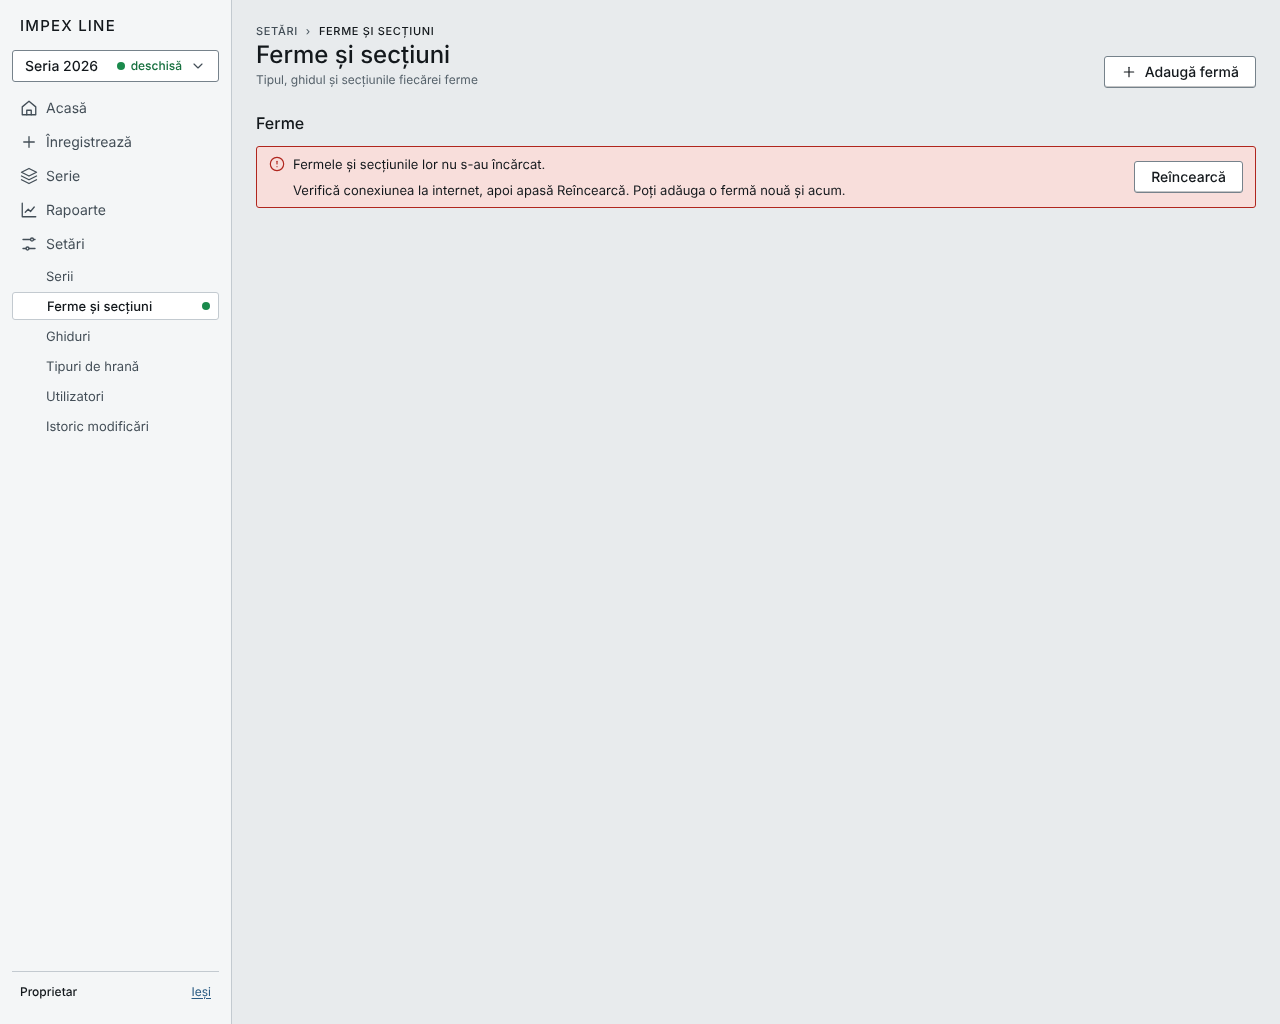 IMPEX LINE
Seria 2026 deschisă
Acasă
Înregistrează
Serie
Rapoarte
Setări
Serii
Ferme și secțiuni
Ghiduri
Tipuri de hrană
Utilizatori
Istoric modificări
Proprietar Ieși
SETĂRI › FERME ȘI SECȚIUNI
Ferme și secțiuni
Tipul, ghidul și secțiunile fiecărei ferme
Adaugă fermă
Ferme
Fermele și secțiunile lor nu s-au încărcat.
Verifică conexiunea la internet, apoi apasă Reîncearcă. Poți adăuga o fermă nouă și acum.
Reîncearcă